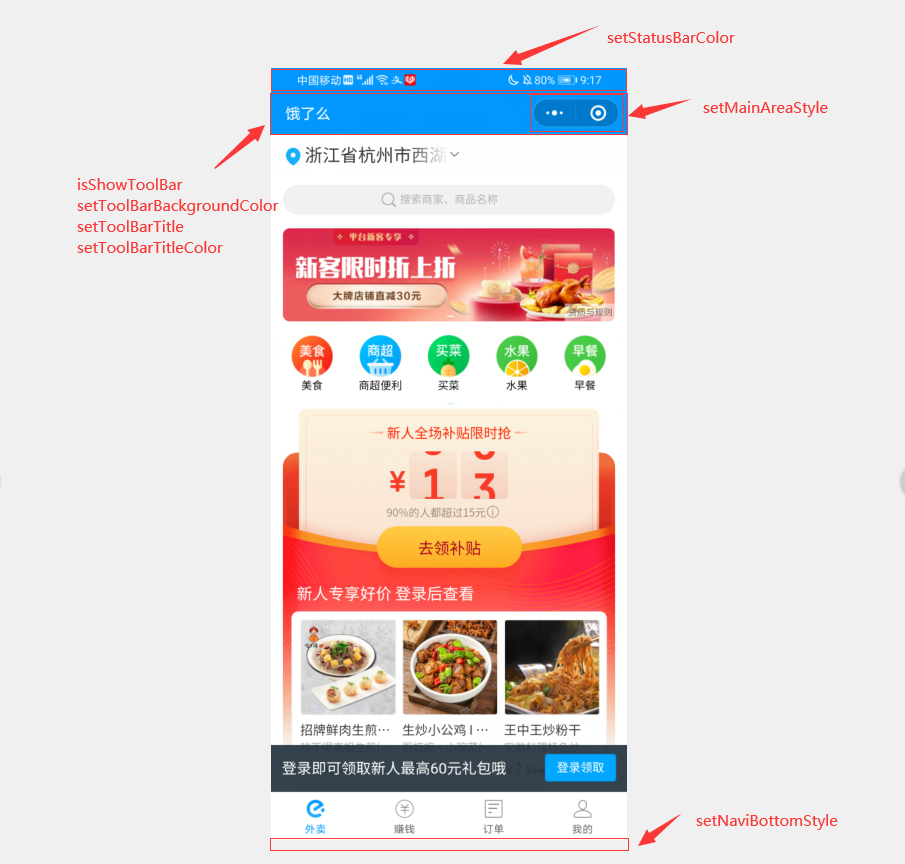 setStatusBarColor
中国移动 HD 4G 80% 9:17
饿了么
setMainAreaStyle
isShowToolBar
setToolBarBackgroundColor
setToolBarTitle
setToolBarTitleColor
浙江省杭州市西湖
搜索商家、商品名称
平台新客专享
新客限时折上折
大牌店铺直减30元
资质与规则
美食 商超 买菜 水果 早餐
美食 商超便利 买菜 水果 早餐
新人全场补贴限时抢
¥ 1 3
90%的人都超过15元
去领补贴
新人专享好价 登录后查看
招牌鲜肉生煎… 生炒小公鸡 I … 王中王炒粉干
登录即可领取新人最高60元礼包哦 登录领取
外卖 赚钱 订单 我的
setNaviBottomStyle